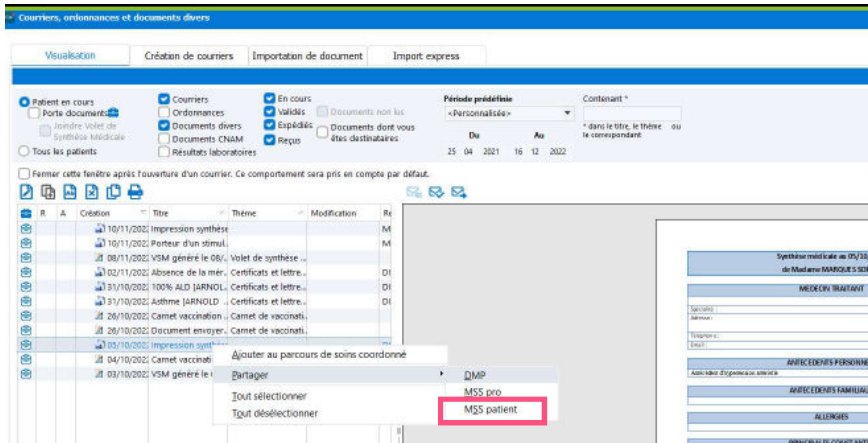 Courriers, ordonnances et documents divers
Visualisation Création de courriers Importation de document Import express
Patient en cours
Porte documents
Joindre Volet de
Synthèse Médicale
Tous les patients
Courriers
Ordonnances
Documents divers
Documents CNAM
Résultats laboratoires
En cours
Validés
Expédiés
Reçus
Documents non lus
Documents dont vous
êtes destinataires
Période prédéfinie
<Personnalisée>
Du Au
25 04 2021 16 12 2022
Contenant *
* dans le titre, le thème ou
le correspondant
Fermer cette fenêtre après l'ouverture d'un courrier. Ce comportement sera pris en compte par défaut.
R A Création Titre Thème Modification Re
10/11/202 Impression synthèse M
10/11/202 Porteur d'un stimul. M
08/11/202 VSM généré le 08/.. Volet de synthèse ...
02/11/202 Absence de la mér.. Certificats et lettre... DI
31/10/202 100% ALD [ARNOL.. Certificats et lettre... DI
31/10/202 Asthme [ARNOLD .. Certificats et lettre... DI
26/10/202 Carnet vaccination .. Carnet de vaccinati..
26/10/202 Document envoyer.. Carnet de vaccinati..
05/10/202 Impression synthès
04/10/202 Carnet vaccinati
03/10/202 VSM généré le
Ajouter au parcours de soins coordonné
Partager
Tout sélectionner
Tout désélectionner
DMP
MSS pro
MSS patient
Synthèse médicale au 05/10/
de Madame MARQUES SO
MEDECIN TRAITANT
Spécialité :
Adresse :
Téléphone :
Email :
ANTECEDENTS PERSONNE
ANTECEDENTS FAMILIAU
ALLERGIES